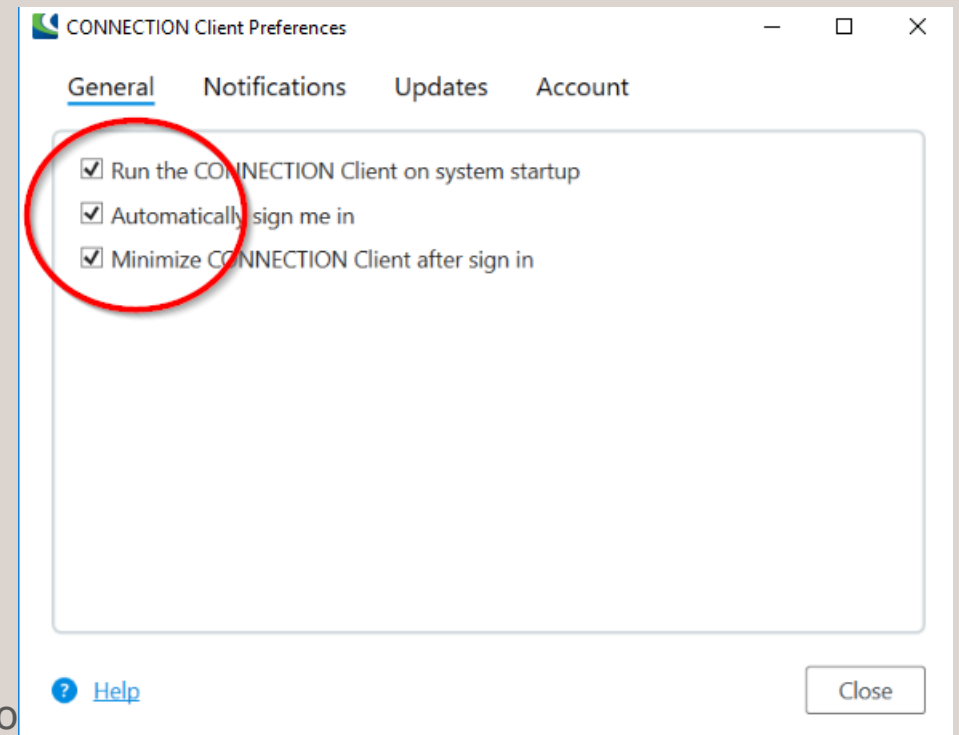 CONNECTION Client Preferences
General Notifications Updates Account
Run the CONNECTION Client on system startup
Automatically sign me in
Minimize CONNECTION Client after sign in
? Help
Close